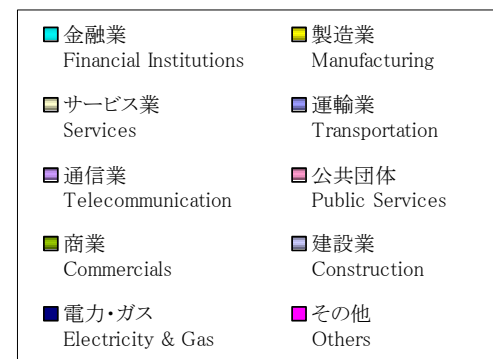 金融業
Financial Institutions
製造業
Manufacturing
サービス業
Services
運輸業
Transportation
通信業
Telecommunication
公共団体
Public Services
商業
Commercials
建設業
Construction
電力・ガス
Electricity & Gas
その他
Others